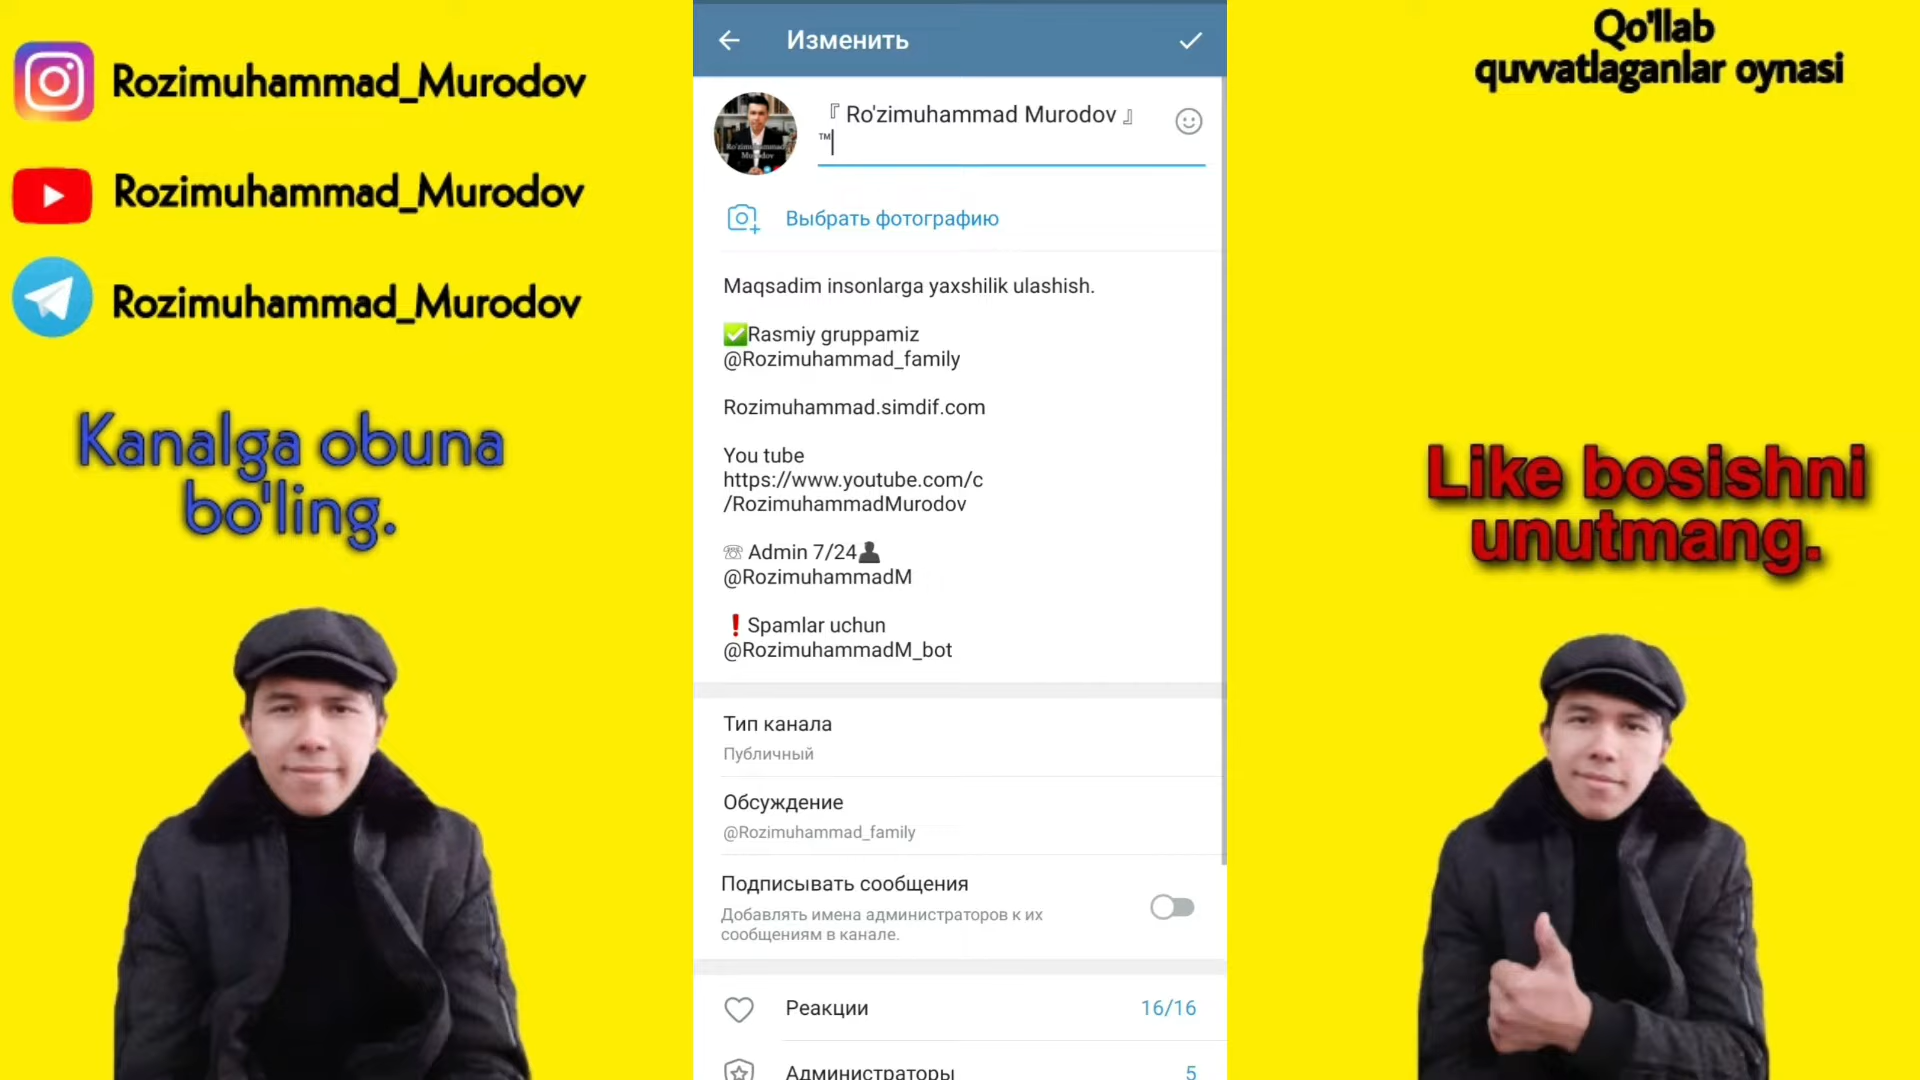 Rozimuhammad_Murodov
Rozimuhammad_Murodov
Rozimuhammad_Murodov
Kanalga obuna
bo'ling.
Изменить
『 Ro'zimuhammad Murodov 』
™
Ro'zimuhammad
Murodov
Выбрать фотографию
Maqsadim insonlarga yaxshilik ulashish.
✅Rasmiy gruppamiz
@Rozimuhammad_family
Rozimuhammad.simdif.com
You tube
https://www.youtube.com/c
/RozimuhammadMurodov
☏ Admin 7/24👤
@RozimuhammadM
❗Spamlar uchun
@RozimuhammadM_bot
Тип канала
Публичный
Обсуждение
@Rozimuhammad_family
Подписывать сообщения
Добавлять имена администраторов к их
сообщениям в канале.
Реакции 16/16
Администраторы 5
Qo'llab
quvvatlaganlar oynasi
Like bosishni
unutmang.